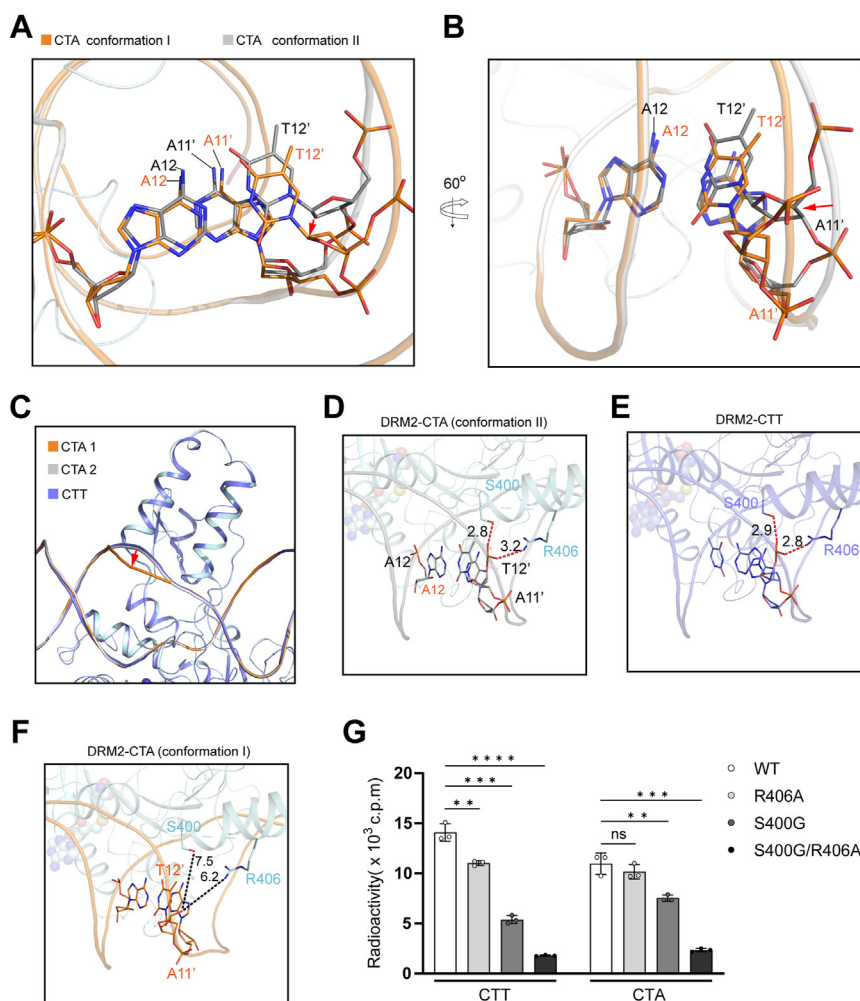 A
CTA conformation I
CTA conformation II
A11'
A11'
A12
A12
T12'
T12'
B
60°
A12
A12
T12'
T12'
A11'
A11'
C
CTA 1
CTA 2
CTT
D
DRM2-CTA (conformation II)
S400
2.8
3.2
R406
A12
A12
T12'
A11'
E
DRM2-CTT
S400
2.9
2.8
R406
F
DRM2-CTA (conformation I)
S400
7.5
6.2
R406
T12'
A11'
G
Radioactivity( x 10³ c.p.m)
20
15
10
5
0
* * * *
* * *
* *
* * *
* *
ns
CTT
CTA
WT
R406A
S400G
S400G/R406A